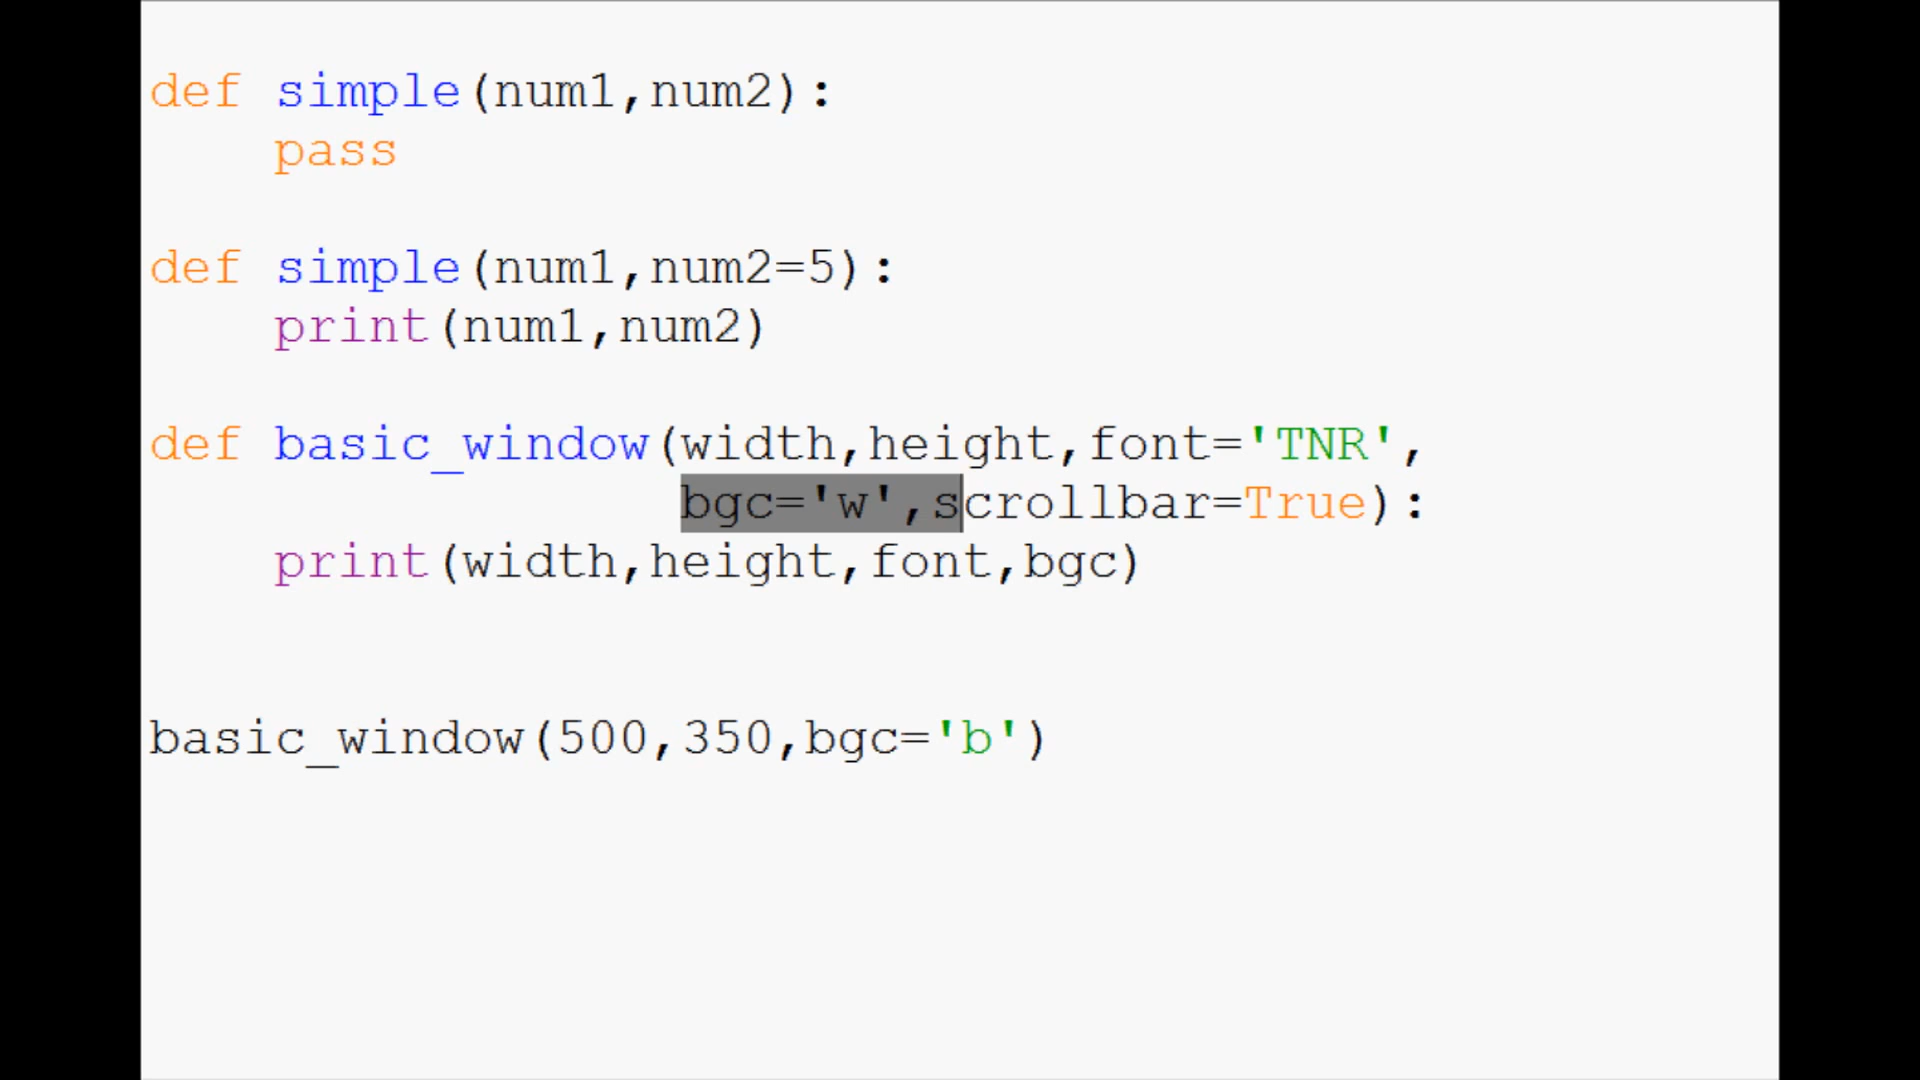 def simple(num1,num2):
    pass
def simple(num1,num2=5):
    print(num1,num2)
def basic_window(width,height,font='TNR',
                 bgc='w',scrollbar=True):
    print(width,height,font,bgc)
basic_window(500,350,bgc='b')